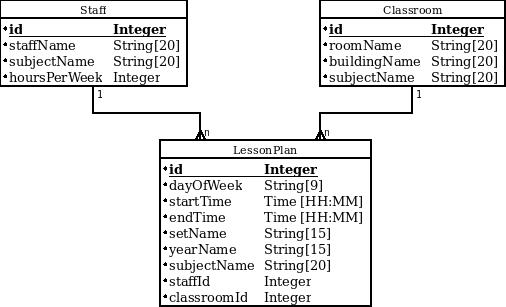 Staff
id Integer
staffName String[20]
subjectName String[20]
hoursPerWeek Integer
Classroom
id Integer
roomName String[20]
buildingName String[20]
subjectName String[20]
1
1
n
n
LessonPlan
id Integer
dayOfWeek String[9]
startTime Time [HH:MM]
endTime Time [HH:MM]
setName String[15]
yearName String[15]
subjectName String[20]
staffId Integer
classroomId Integer